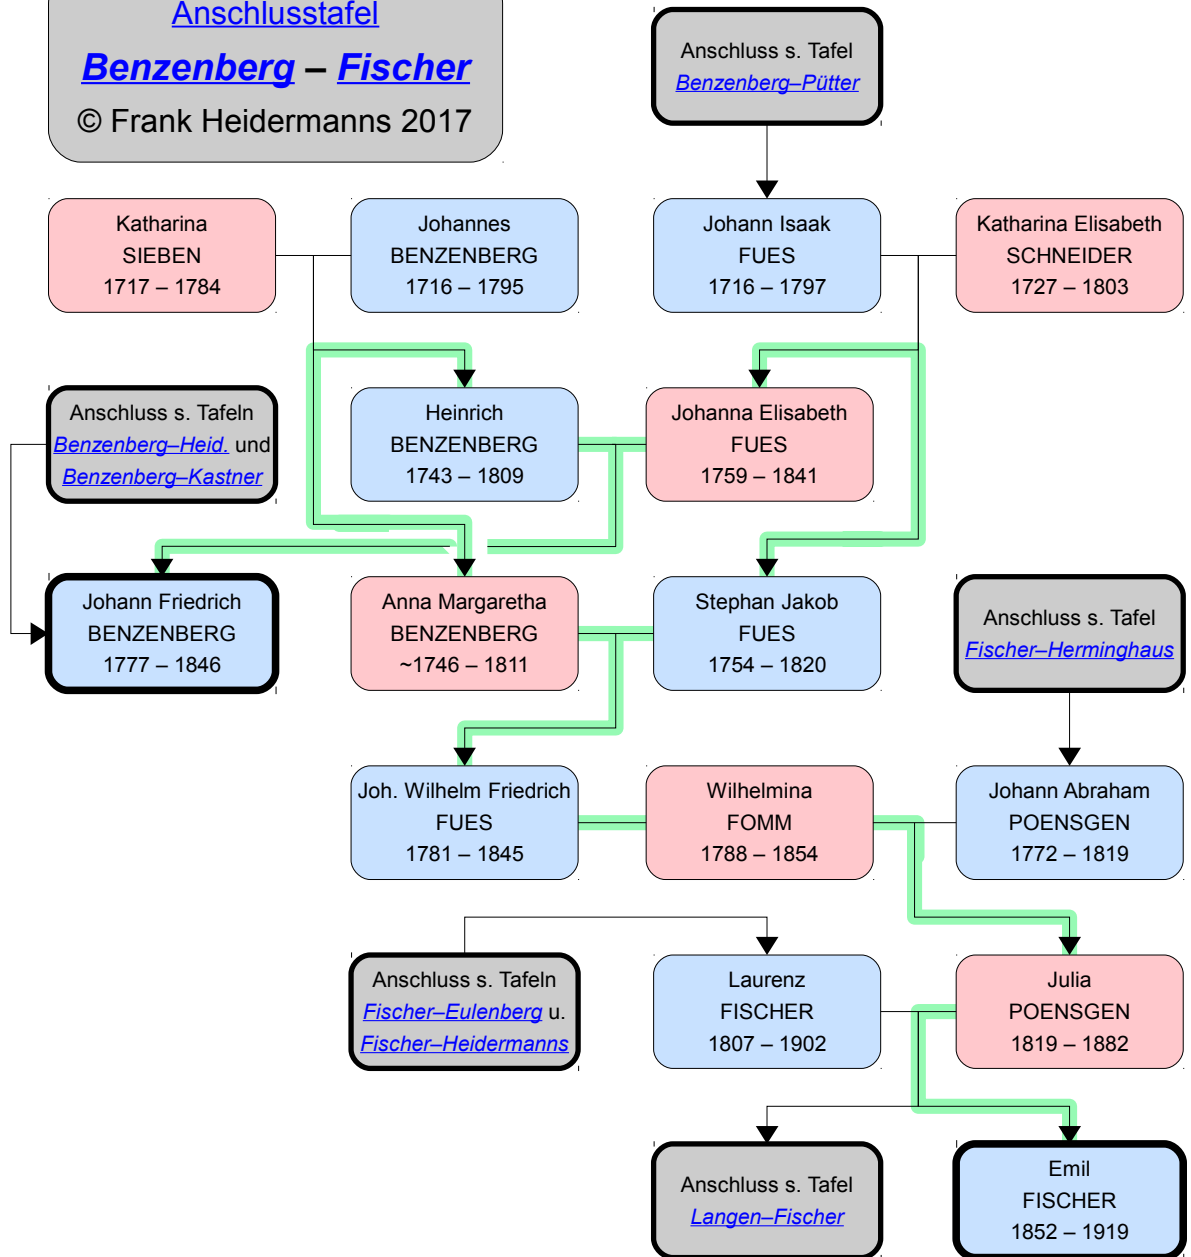 Anschlusstafel
Benzenberg – Fischer
© Frank Heidermanns 2017
Anschluss s. Tafel
Benzenberg–Pütter
Katharina
SIEBEN
1717 – 1784
Johannes
BENZENBERG
1716 – 1795
Johann Isaak
FUES
1716 – 1797
Katharina Elisabeth
SCHNEIDER
1727 – 1803
Anschluss s. Tafeln
Benzenberg–Heid. und
Benzenberg–Kastner
Heinrich
BENZENBERG
1743 – 1809
Johanna Elisabeth
FUES
1759 – 1841
Johann Friedrich
BENZENBERG
1777 – 1846
Anna Margaretha
BENZENBERG
~1746 – 1811
Stephan Jakob
FUES
1754 – 1820
Anschluss s. Tafel
Fischer–Herminghaus
Joh. Wilhelm Friedrich
FUES
1781 – 1845
Wilhelmina
FOMM
1788 – 1854
Johann Abraham
POENSGEN
1772 – 1819
Anschluss s. Tafeln
Fischer–Eulenberg u.
Fischer–Heidermanns
Laurenz
FISCHER
1807 – 1902
Julia
POENSGEN
1819 – 1882
Anschluss s. Tafel
Langen–Fischer
Emil
FISCHER
1852 – 1919